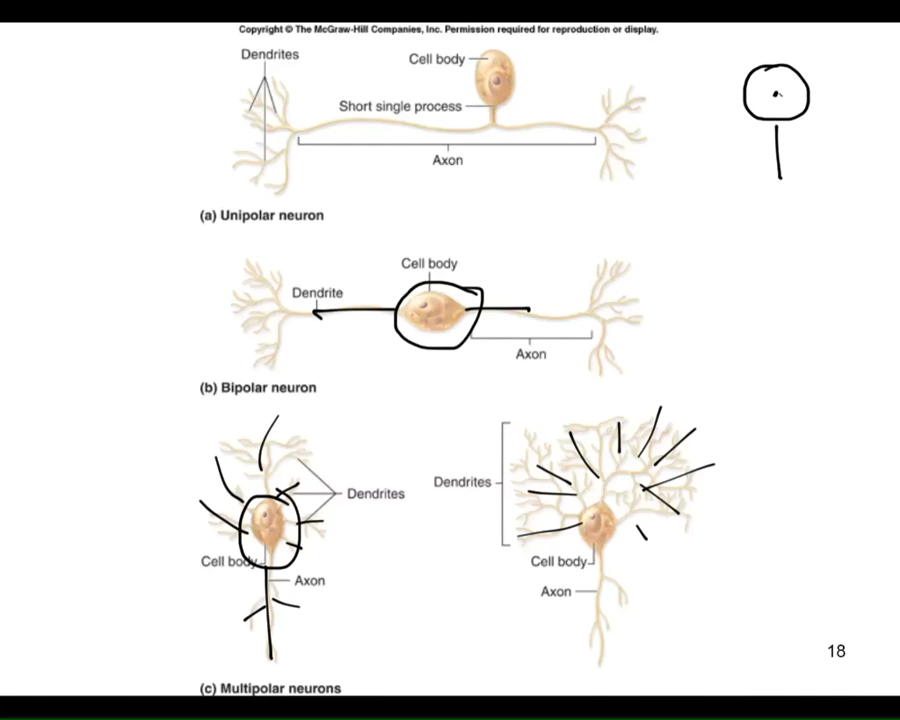 Copyright © The McGraw-Hill Companies, Inc. Permission required for reproduction or display.
Dendrites
Cell body
Short single process
Axon
(a) Unipolar neuron
Cell body
Dendrite
Axon
(b) Bipolar neuron
Dendrites
Dendrites
Cell body
Axon
Cell body
Axon
18
(c) Multipolar neurons